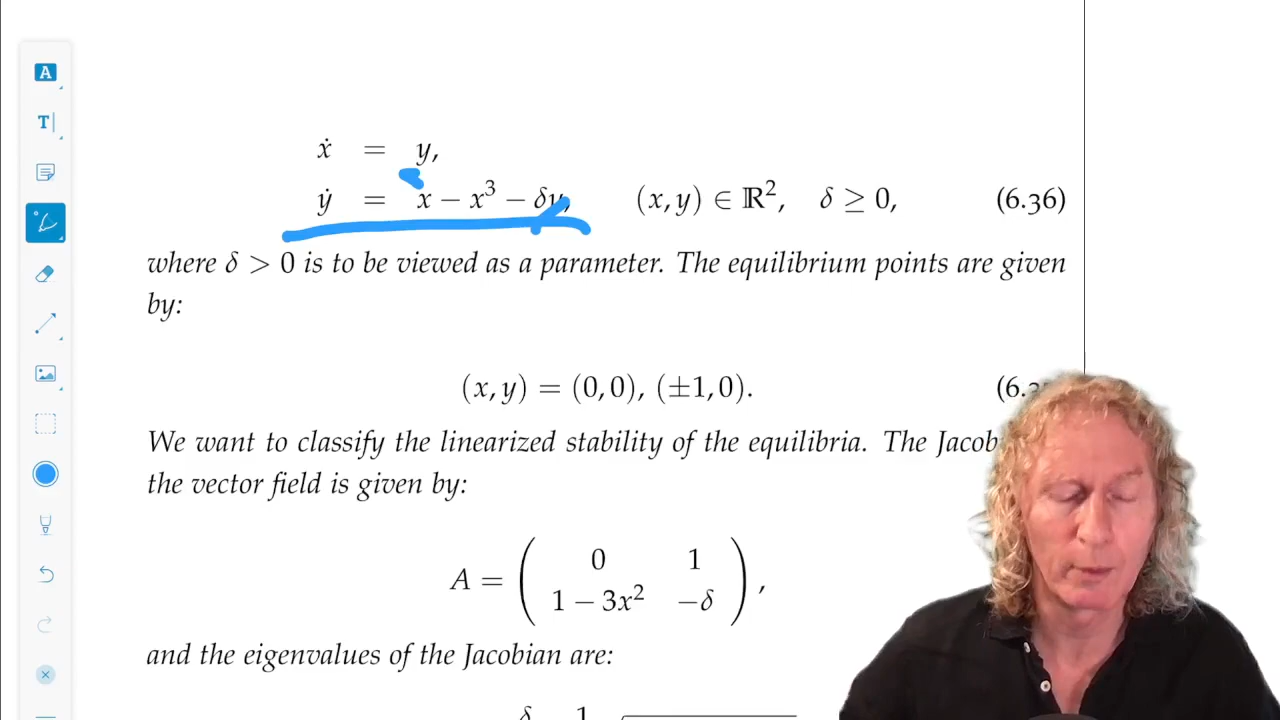 A
T|
ẋ = y,
ẏ = x − x³ − δy, (x, y) ∈ ℝ², δ ≥ 0, (6.36)
where δ > 0 is to be viewed as a parameter. The equilibrium points are given
by:
(x, y) = (0, 0), (±1, 0).
We want to classify the linearized stability of the equilibria. The
the vector field is given by:
A = ( 0 1
1 − 3x² −δ ) ,
and the eigenvalues of the Jacobian are: